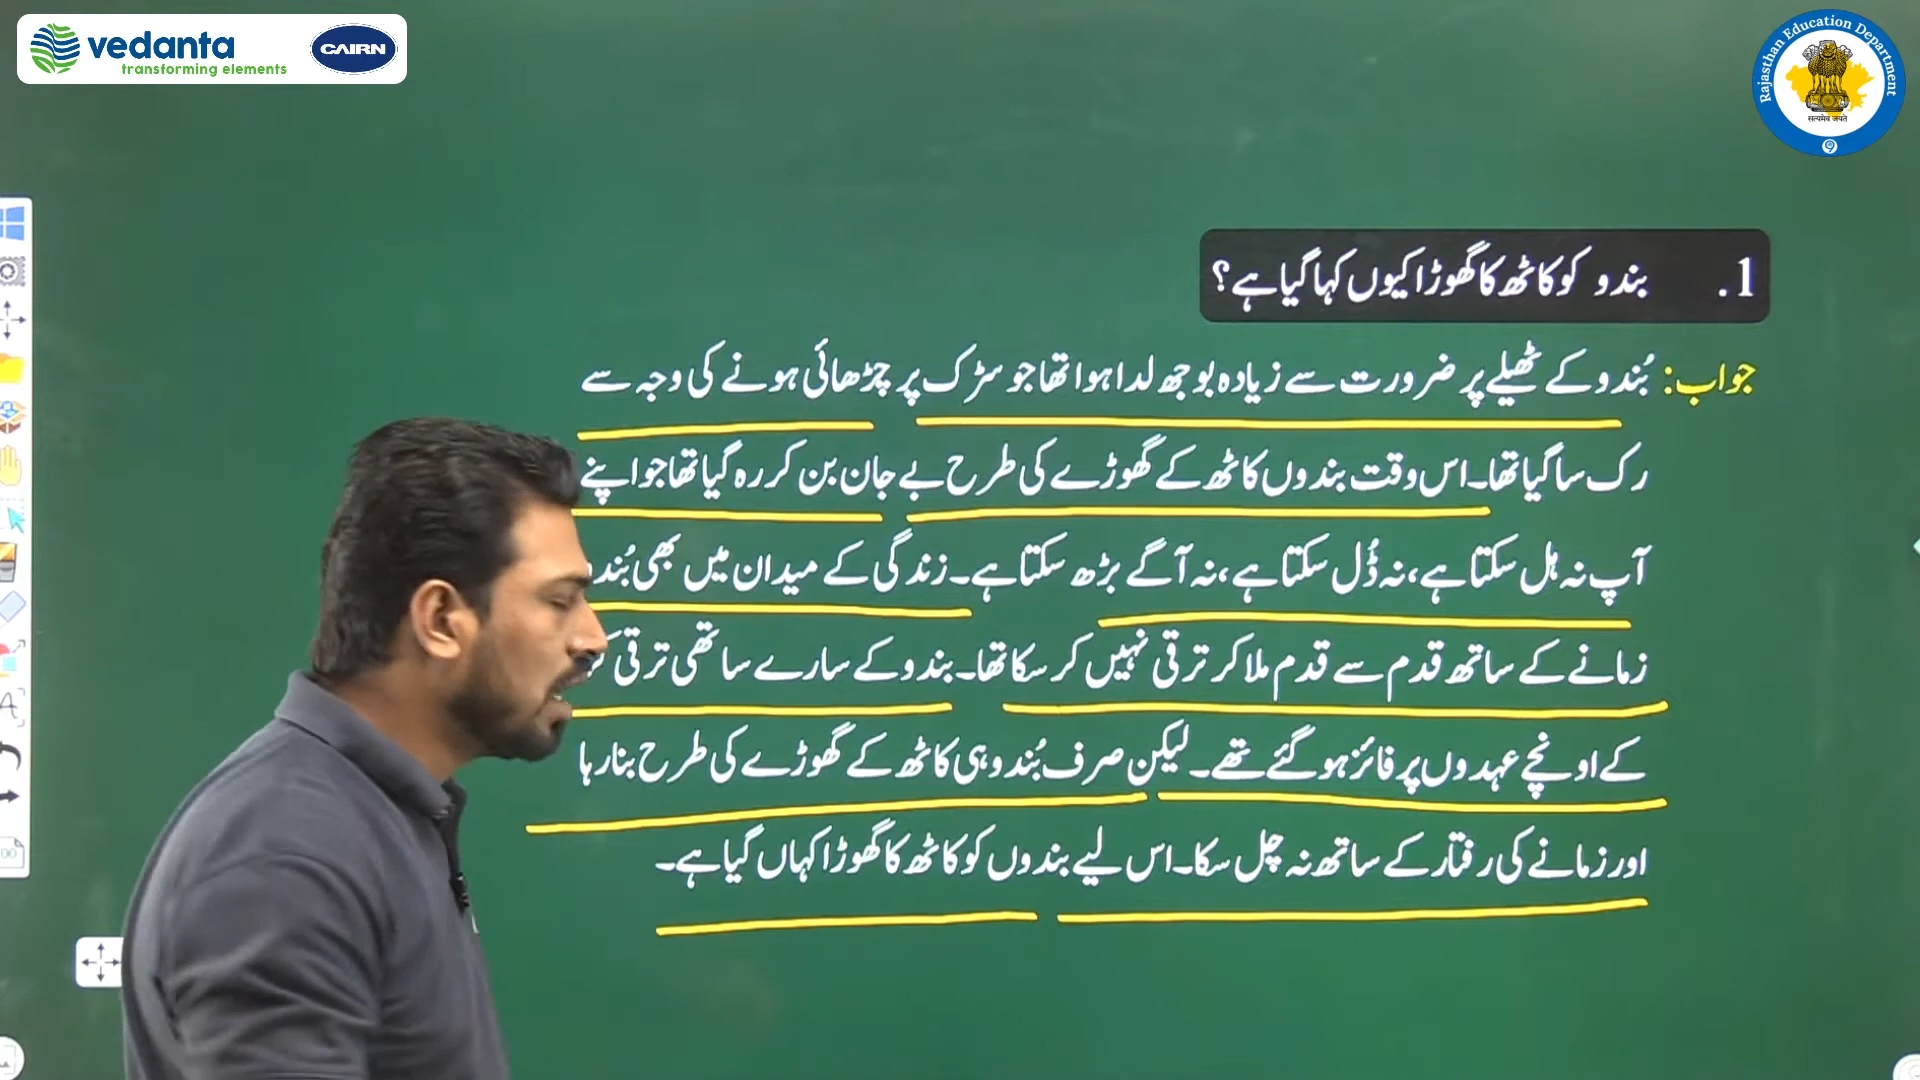 vedanta
transforming elements
CAIRN
Rajasthan Education Department
सत्यमेव जयते
1. بندو کو کاٹھ کا گھوڑا کیوں کہا گیا ہے؟
جواب: بُندو کے ٹھیلے پر ضرورت سے زیادہ بوجھ لدا ہوا تھا جو سڑک پر چڑھائی ہونے کی وجہ سے
رک سا گیا تھا۔ اس وقت بندوں کاٹھ کے گھوڑے کی طرح بے جان بن کر رہ گیا تھا جو اپنے
آپ نہ ہل سکتا ہے، نہ ڈُل سکتا ہے، نہ آگے بڑھ سکتا ہے۔ زندگی کے میدان میں بھی بُندو
زمانے کے ساتھ قدم سے قدم ملا کر ترقی نہیں کر سکا تھا۔ بندو کے سارے ساتھی ترقی
کے اونچے عہدوں پر فائز ہو گئے تھے۔ لیکن صرف بُندو ہی کاٹھ کے گھوڑے کی طرح بنا رہا
اور زمانے کی رفتار کے ساتھ نہ چل سکا۔ اس لیے بندوں کو کاٹھ کا گھوڑا کہاں گیا ہے۔